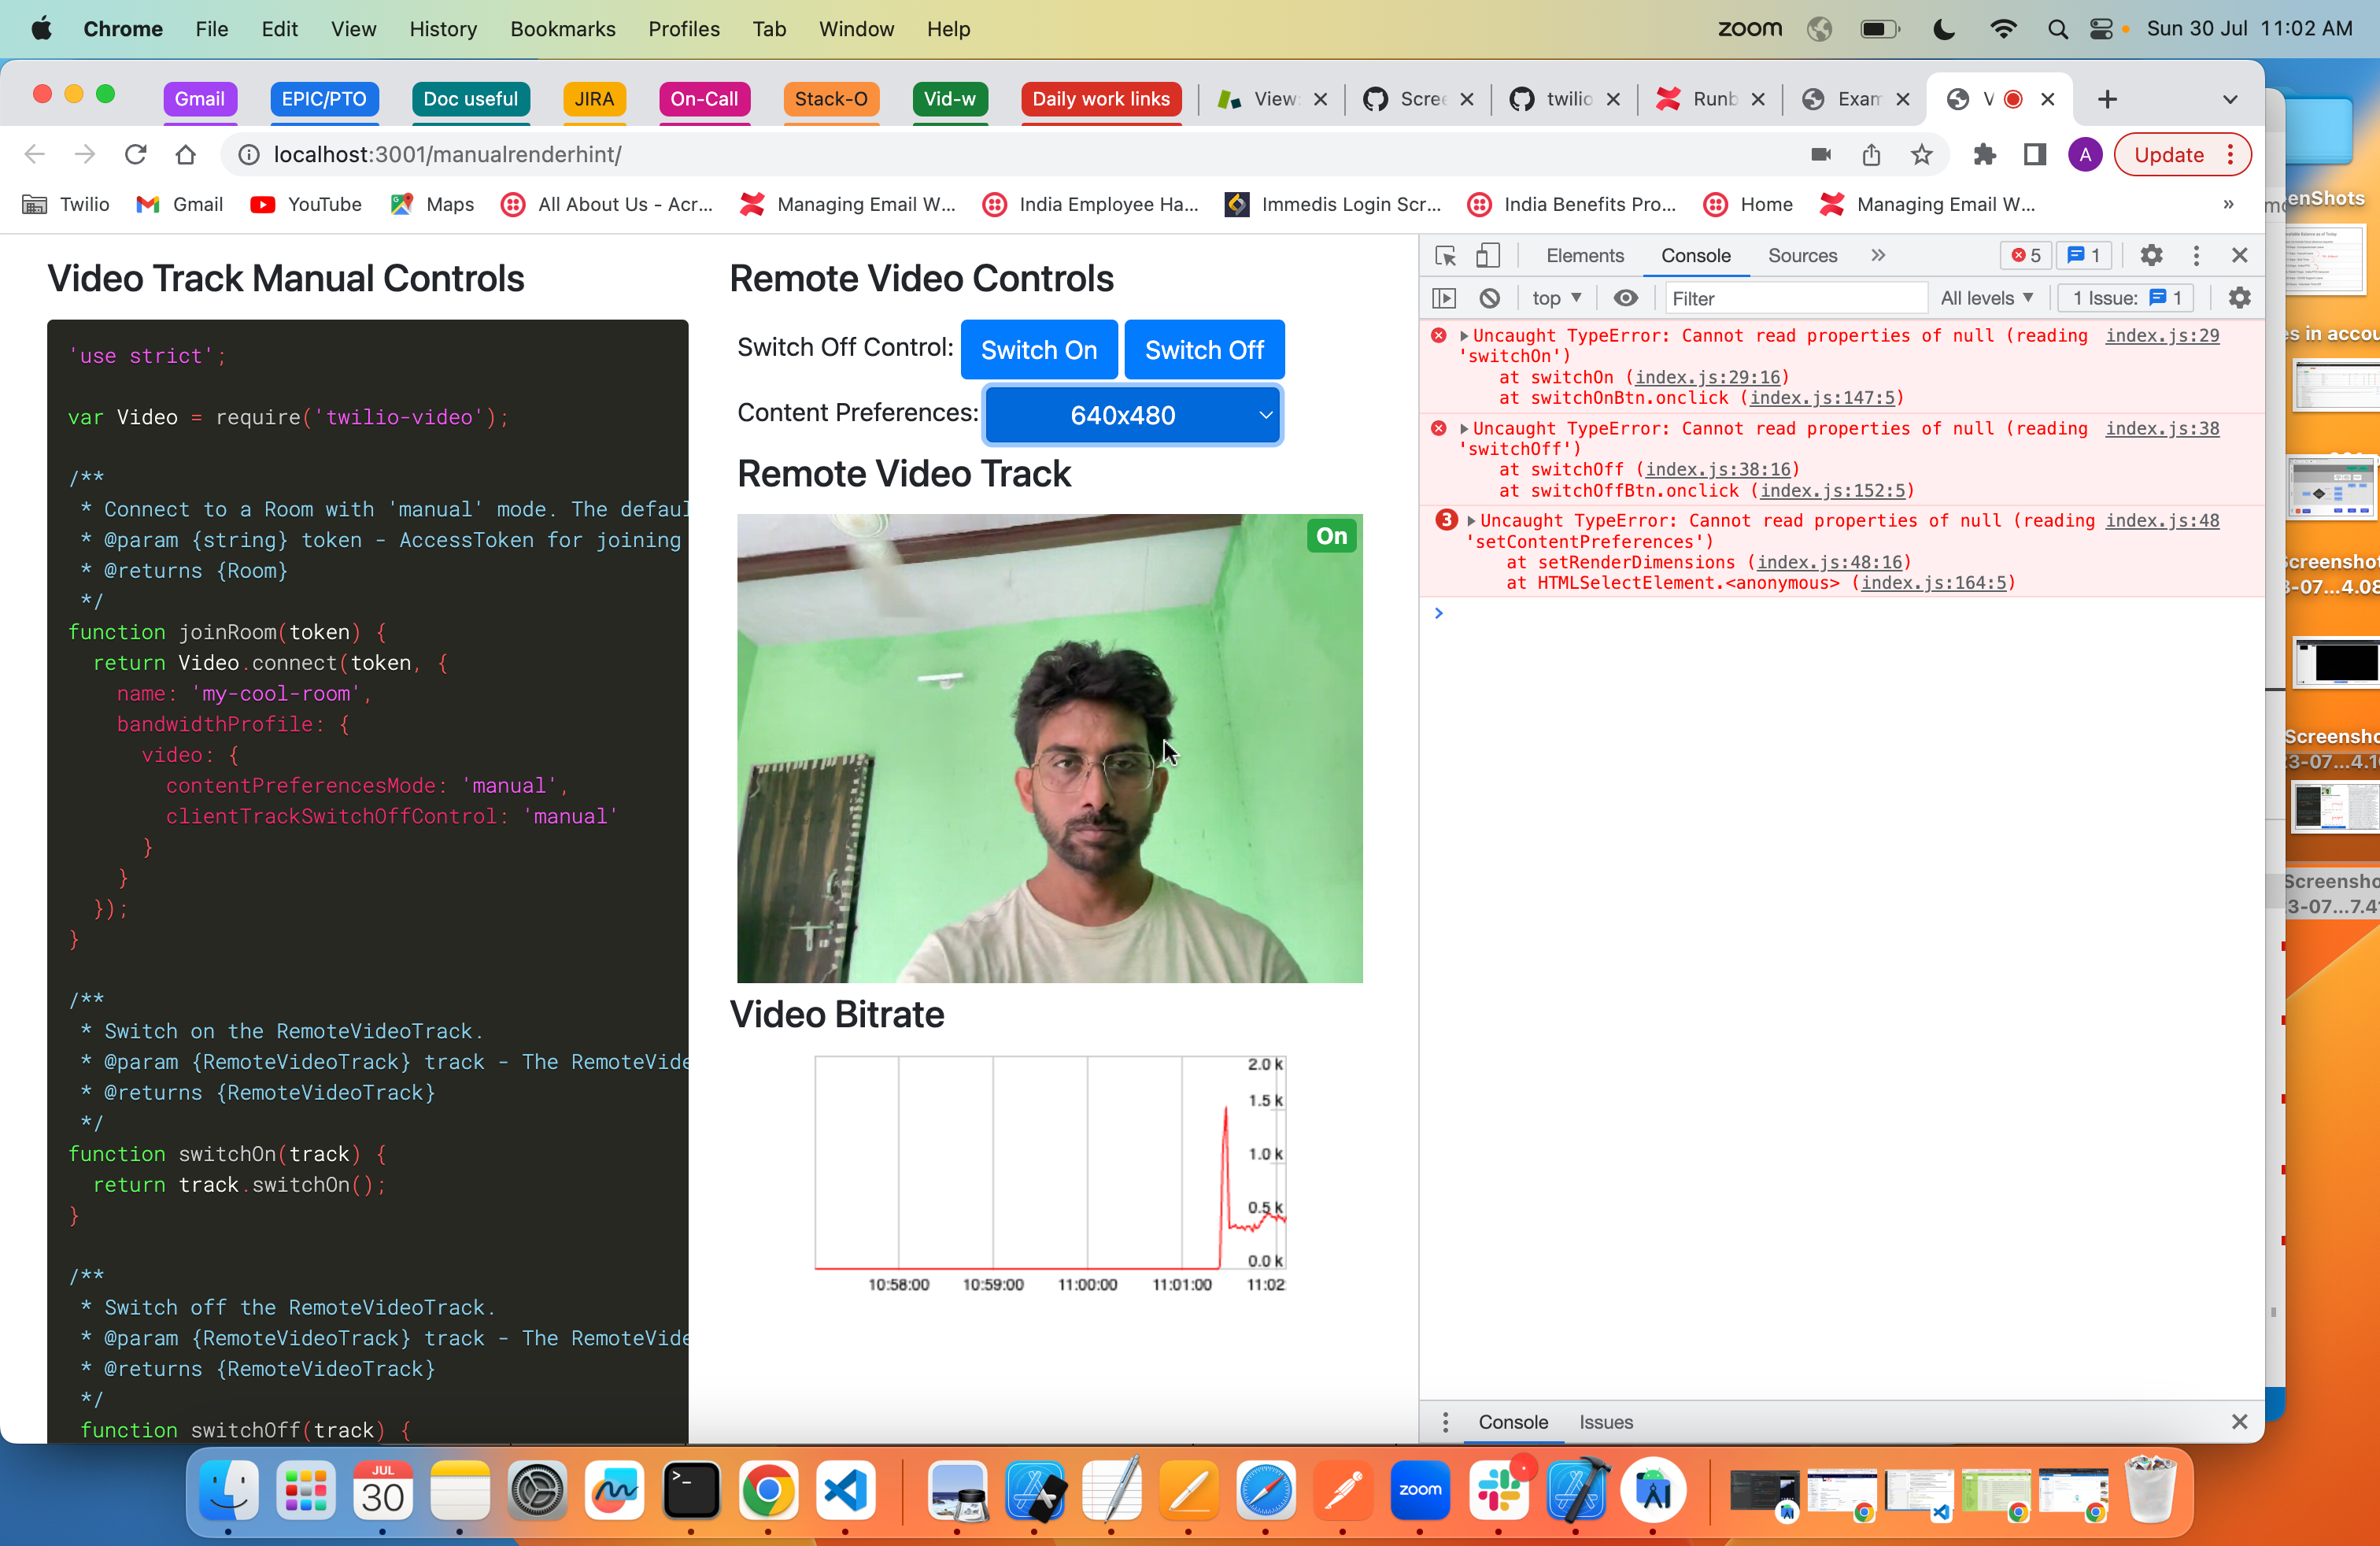 Chrome File Edit View History Bookmarks Profiles Tab Window Help
zoom Sun 30 Jul 11:02 AM
Gmail EPIC/PTO Doc useful JIRA On-Call Stack-O Vid-w Daily work links View: Scree twilio Runb Exam V
localhost:3001/manualrenderhint/
A Update
Twilio Gmail YouTube Maps All About Us - Acr... Managing Email W... India Employee Ha... Immedis Login Scr... India Benefits Pro... Home Managing Email W... »
Video Track Manual Controls
'use strict';
var Video = require('twilio-video');
/**
* Connect to a Room with 'manual' mode. The defaul
* @param {string} token - AccessToken for joining
* @returns {Room}
*/
function joinRoom(token) {
return Video.connect(token, {
name: 'my-cool-room',
bandwidthProfile: {
video: {
contentPreferencesMode: 'manual',
clientTrackSwitchOffControl: 'manual'
}
}
});
}
/**
* Switch on the RemoteVideoTrack.
* @param {RemoteVideoTrack} track - The RemoteVide
* @returns {RemoteVideoTrack}
*/
function switchOn(track) {
return track.switchOn();
}
/**
* Switch off the RemoteVideoTrack.
* @param {RemoteVideoTrack} track - The RemoteVide
* @returns {RemoteVideoTrack}
*/
function switchOff(track) {
Remote Video Controls
Switch Off Control: Switch On Switch Off
Content Preferences: 640x480
Remote Video Track
On
Video Bitrate
2.0 k
1.5 k
1.0 k
0.5 k
0.0 k
10:58:00 10:59:00 11:00:00 11:01:00 11:02
Elements Console Sources » 5 1
top Filter All levels 1 Issue: 1
Uncaught TypeError: Cannot read properties of null (reading index.js:29
'switchOn')
at switchOn (index.js:29:16)
at switchOnBtn.onclick (index.js:147:5)
Uncaught TypeError: Cannot read properties of null (reading index.js:38
'switchOff')
at switchOff (index.js:38:16)
at switchOffBtn.onclick (index.js:152:5)
3 Uncaught TypeError: Cannot read properties of null (reading index.js:48
'setContentPreferences')
at setRenderDimensions (index.js:48:16)
at HTMLSelectElement.<anonymous> (index.js:164:5)
Console Issues
enShots
es in accou
Screenshot
3-07...4.08
Screensho
3-07...4.1
Screensho
3-07...7.4
JUL
30
zoom